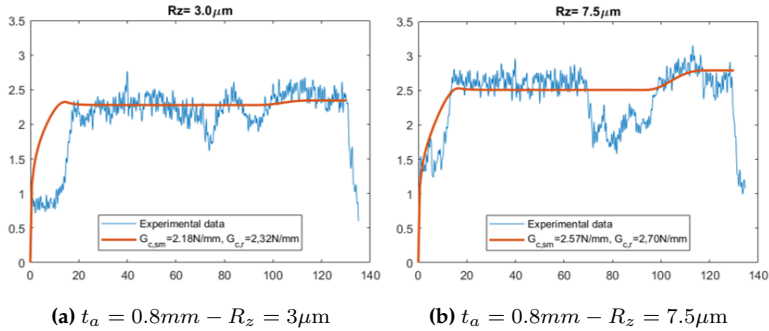 Rz= 3.0μm
3.5
3
2.5
2
1.5
1
0.5
0
0 20 40 60 80 100 120 140
Experimental data
G_c,sm=2.18N/mm, G_c,r=2,32N/mm
(a) t_a = 0.8mm − R_z = 3μm
Rz= 7.5μm
3.5
3
2.5
2
1.5
1
0.5
0
0 20 40 60 80 100 120 140
Experimental data
G_c,sm=2.57N/mm, G_c,r=2,70N/mm
(b) t_a = 0.8mm − R_z = 7.5μm